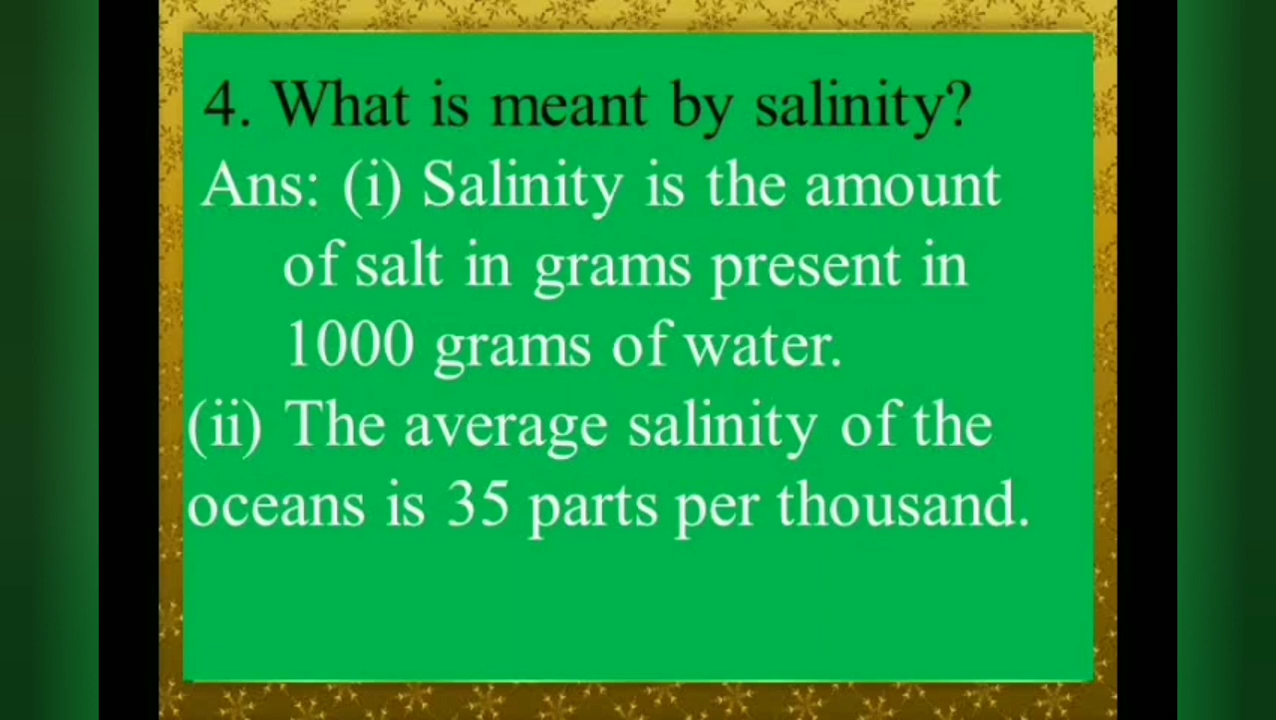 4. What is meant by salinity?
Ans: (i) Salinity is the amount
of salt in grams present in
1000 grams of water.
(ii) The average salinity of the
oceans is 35 parts per thousand.